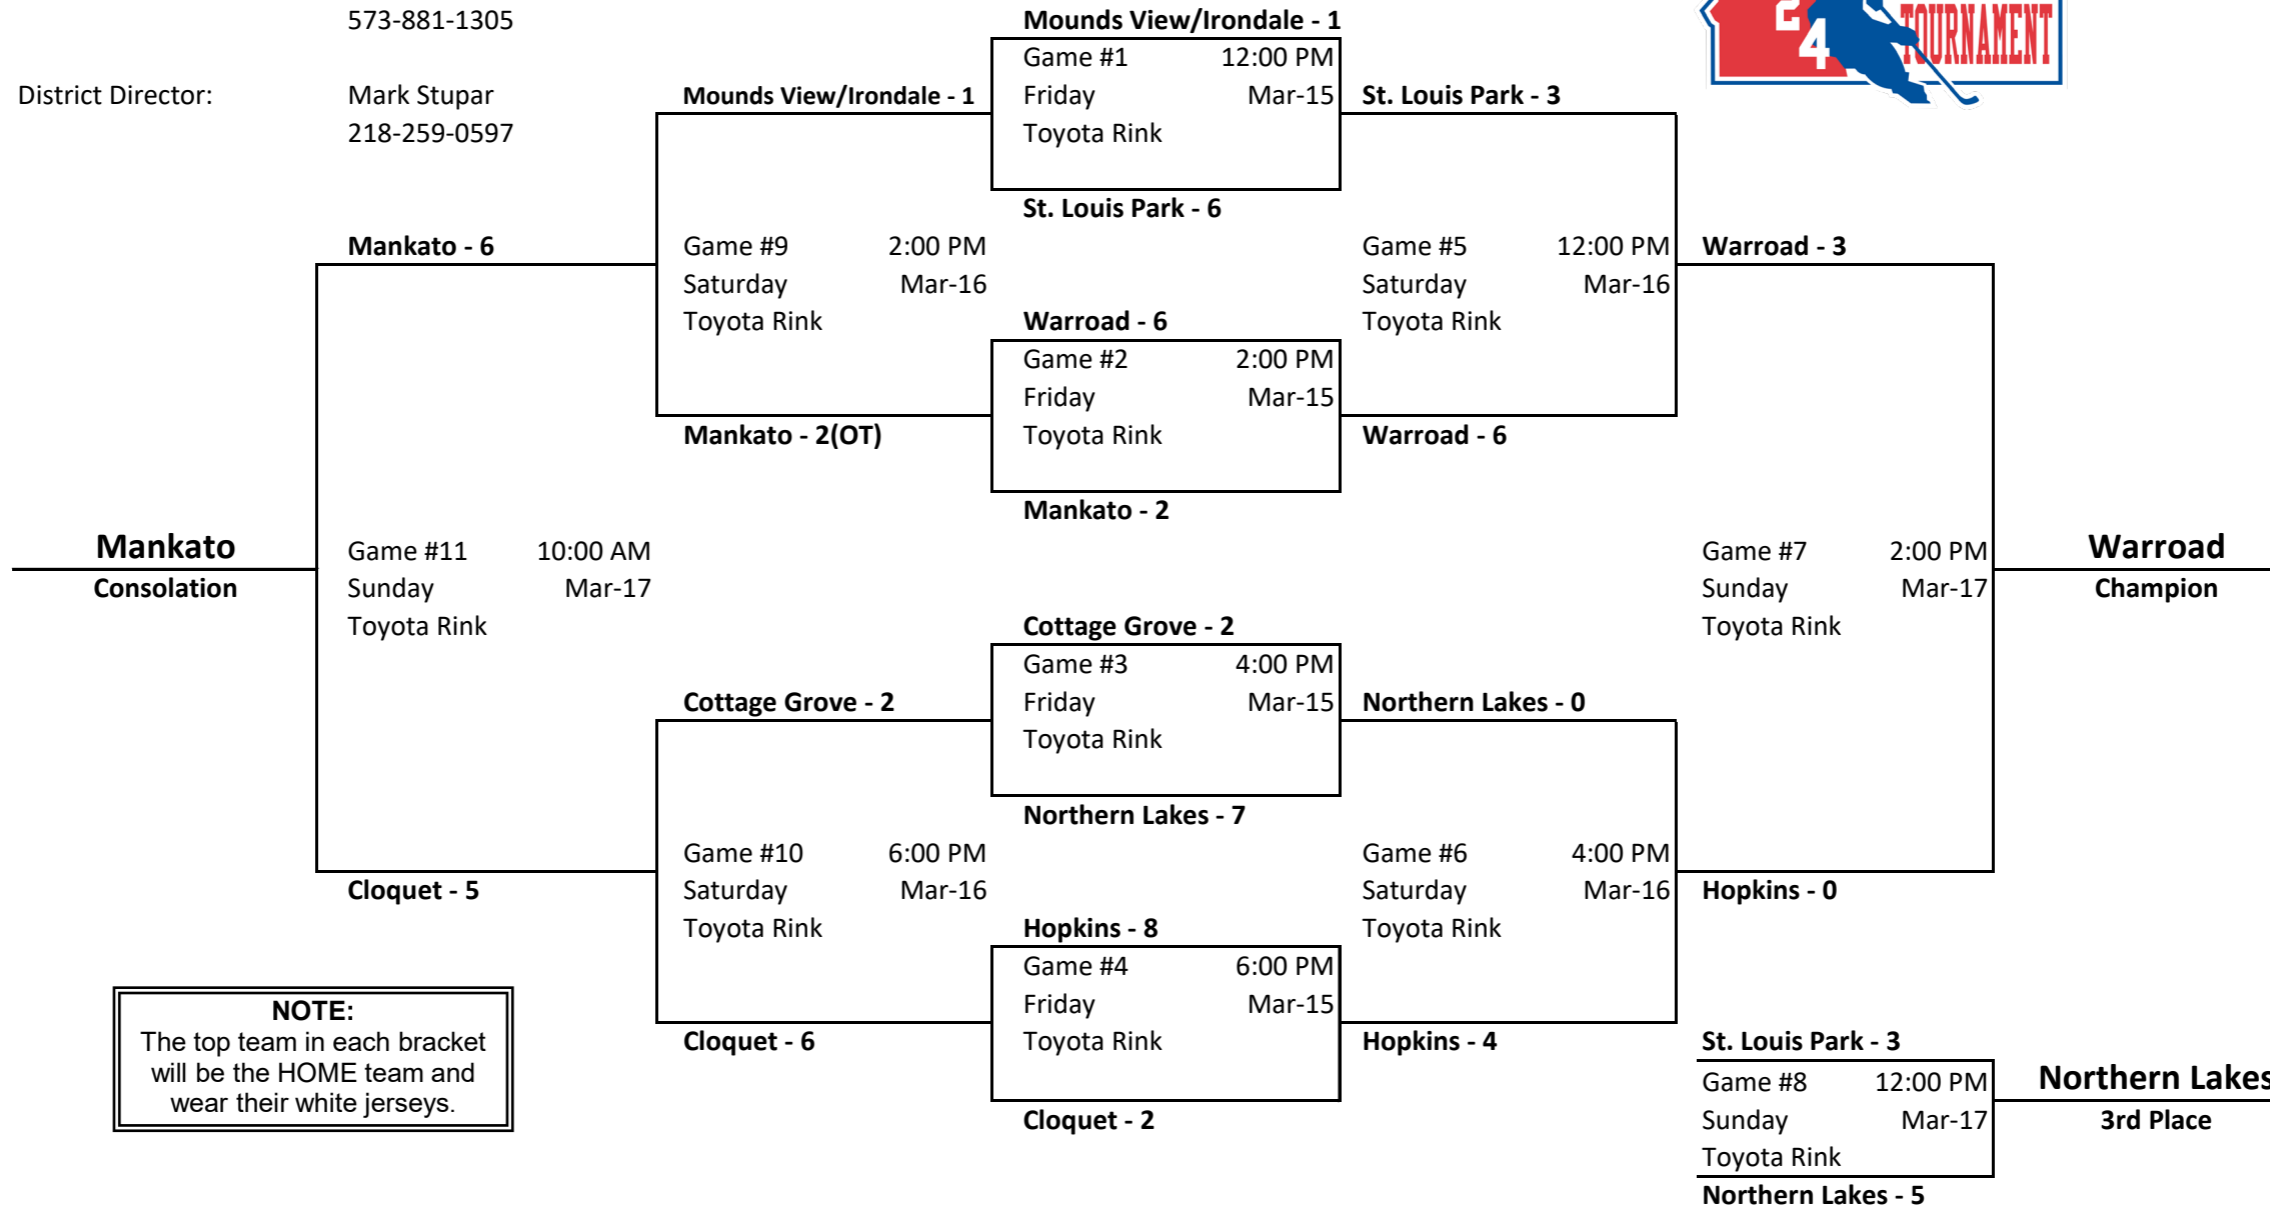 573-881-1305
Mounds View/Irondale - 1
24
TOURNAMENT
Game #1 12:00 PM
District Director: Mark Stupar
Mounds View/Irondale - 1
Friday Mar-15
St. Louis Park - 3
218-259-0597
Toyota Rink
St. Louis Park - 6
Mankato - 6
Game #9 2:00 PM
Game #5 12:00 PM
Warroad - 3
Saturday Mar-16
Saturday Mar-16
Toyota Rink
Warroad - 6
Toyota Rink
Game #2 2:00 PM
Friday Mar-15
Mankato - 2(OT)
Toyota Rink
Warroad - 6
Mankato - 2
Mankato
Game #11 10:00 AM
Game #7 2:00 PM
Warroad
Consolation
Sunday Mar-17
Sunday Mar-17
Champion
Toyota Rink
Cottage Grove - 2
Toyota Rink
Game #3 4:00 PM
Cottage Grove - 2
Friday Mar-15
Northern Lakes - 0
Toyota Rink
Northern Lakes - 7
Game #10 6:00 PM
Game #6 4:00 PM
Cloquet - 5
Saturday Mar-16
Saturday Mar-16
Hopkins - 0
Toyota Rink
Hopkins - 8
Toyota Rink
Game #4 6:00 PM
NOTE:
The top team in each bracket
will be the HOME team and
wear their white jerseys.
Friday Mar-15
Cloquet - 6
Toyota Rink
Hopkins - 4
St. Louis Park - 3
Game #8 12:00 PM
Northern Lakes
Cloquet - 2
Sunday Mar-17
3rd Place
Toyota Rink
Northern Lakes - 5